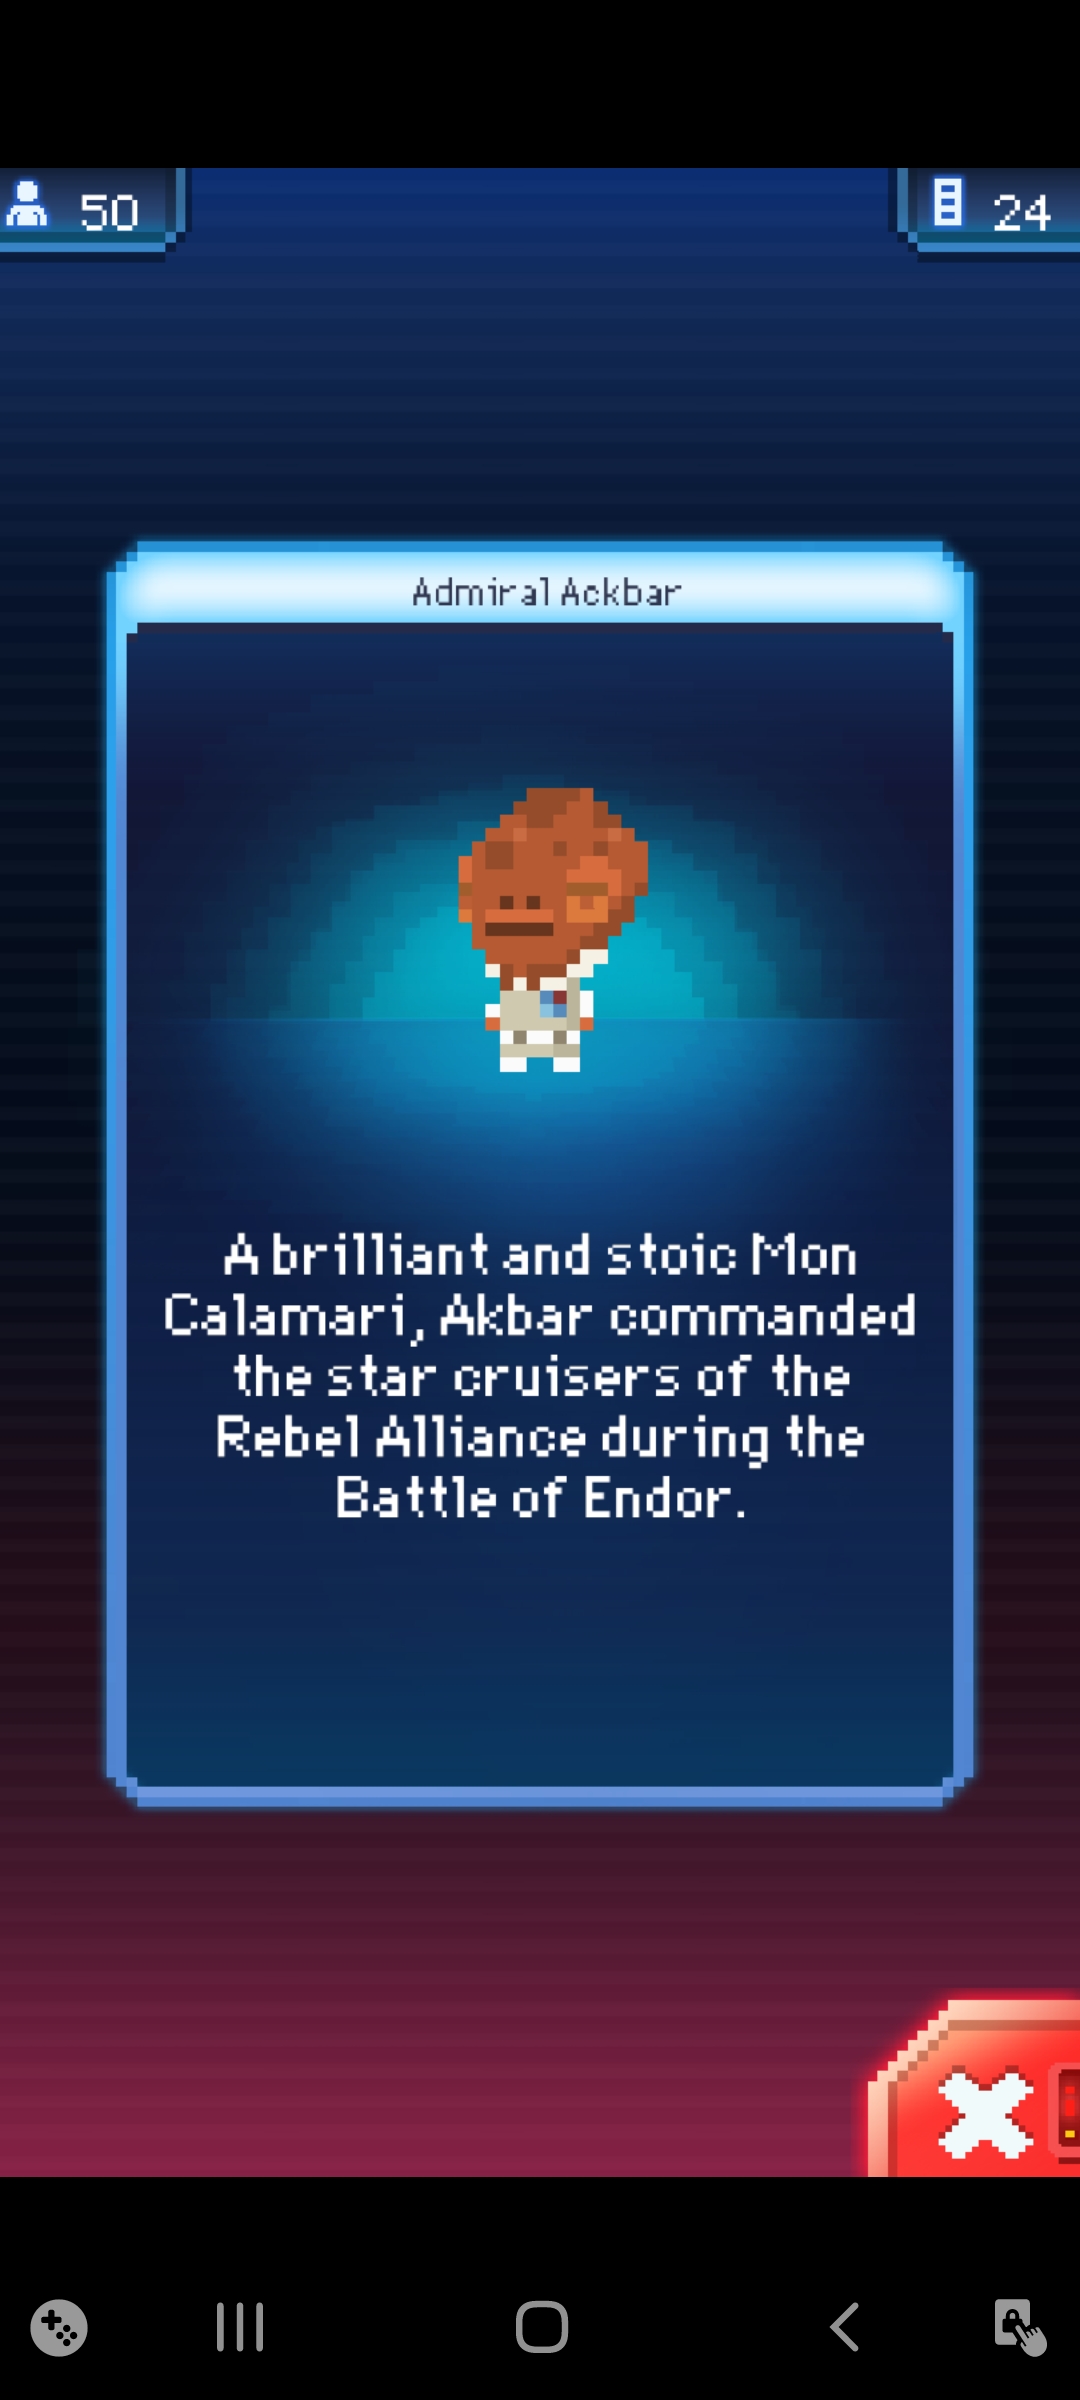 50
24
Admiral Ackbar
A brilliant and stoic Mon
Calamari, Akbar commanded
the star cruisers of the
Rebel Alliance during the
Battle of Endor.